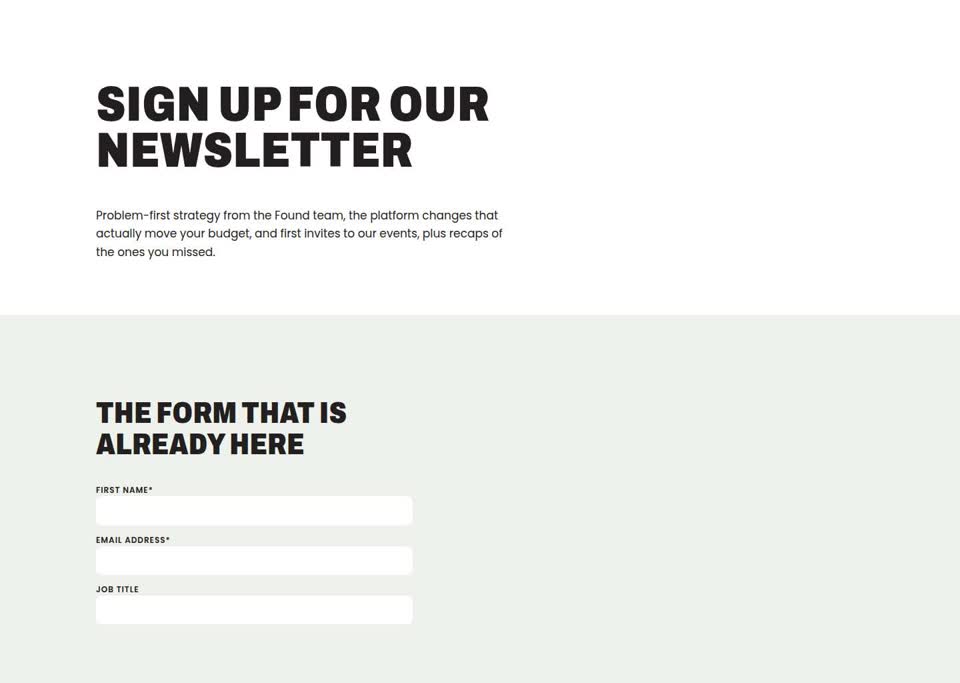 SIGN UP FOR OUR
NEWSLETTER
Problem-first strategy from the Found team, the platform changes that
actually move your budget, and first invites to our events, plus recaps of
the ones you missed.
THE FORM THAT IS
ALREADY HERE
FIRST NAME*
EMAIL ADDRESS*
JOB TITLE